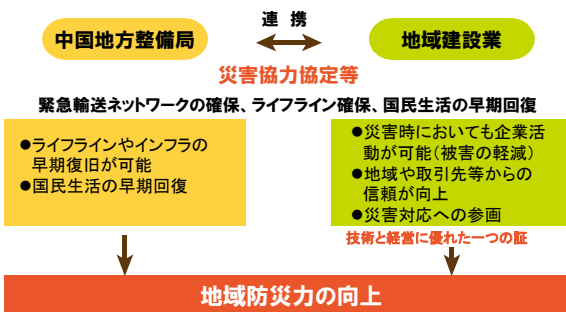 連携
中国地方整備局
地域建設業
災害協力協定等
緊急輸送ネットワークの確保、ライフライン確保、国民生活の早期回復
●ライフラインやインフラの
早期復旧が可能
●国民生活の早期回復
●災害時においても企業活
動が可能（被害の軽減）
●地域や取引先等からの
信頼が向上
●災害対応への参画
技術と経営に優れた一つの証
地域防災力の向上